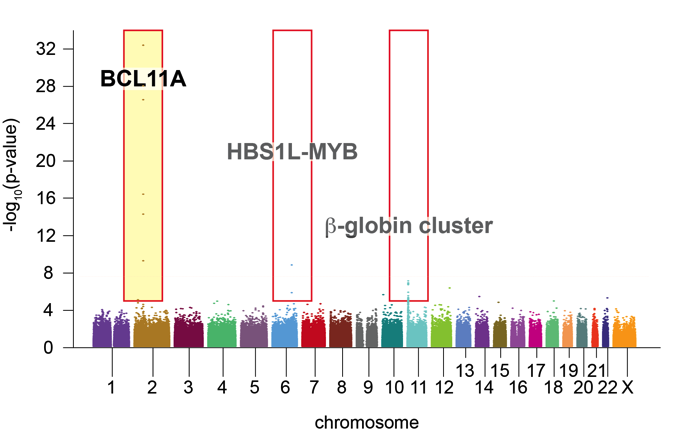 32
BCL11A
28
24
HBS1L-MYB
20
16
β-globin cluster
12
8
4
0
-log10(p-value)
13 15 17 19 21
1 2 3 4 5 6 7 8 9 10 11 12 14 16 18 20 22 X
chromosome